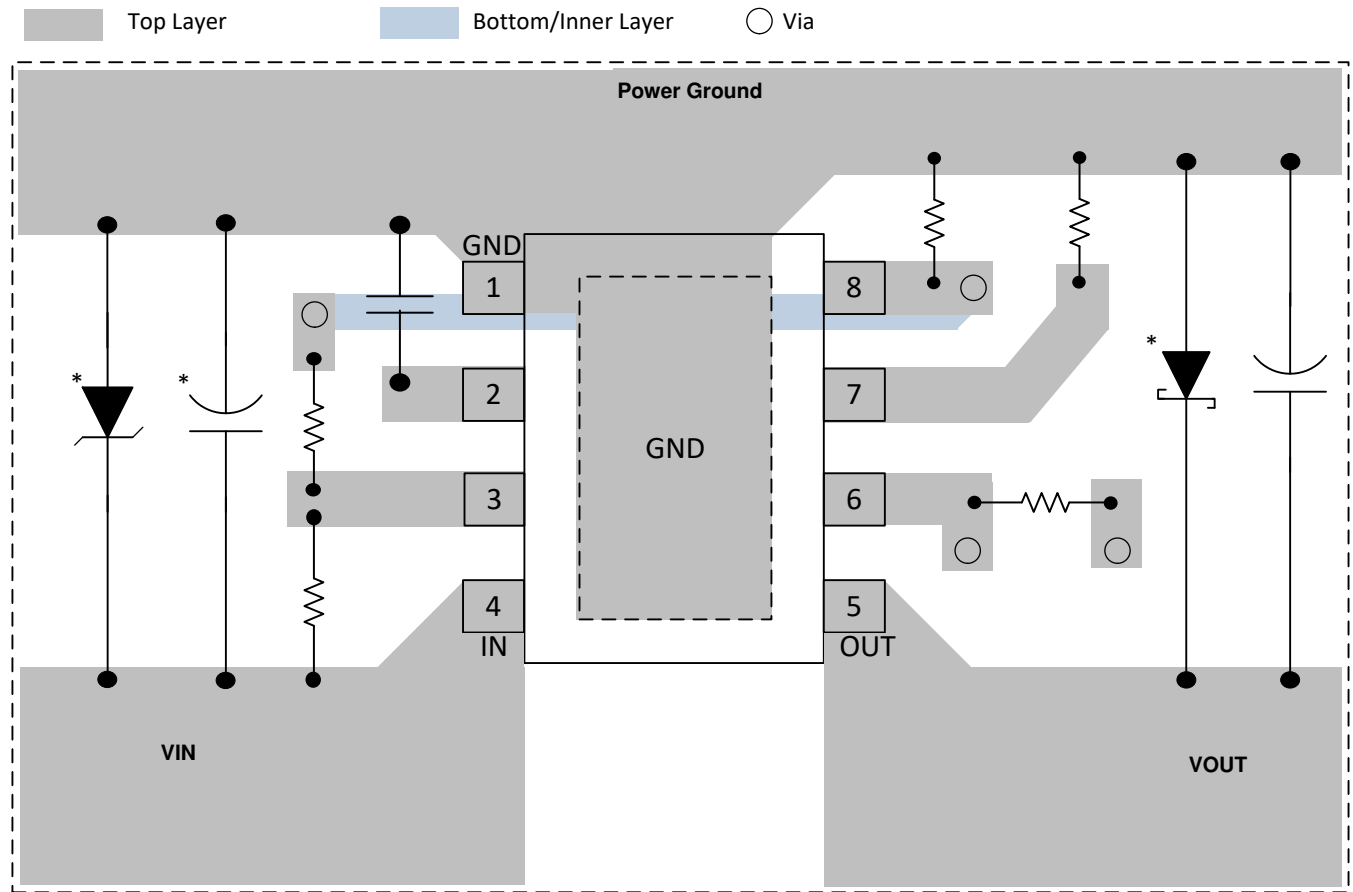 Top Layer
Bottom/Inner Layer
Via
Power Ground
GND
1
8
*
2
7
*
*
GND
3
6
4
5
IN
OUT
VIN
VOUT